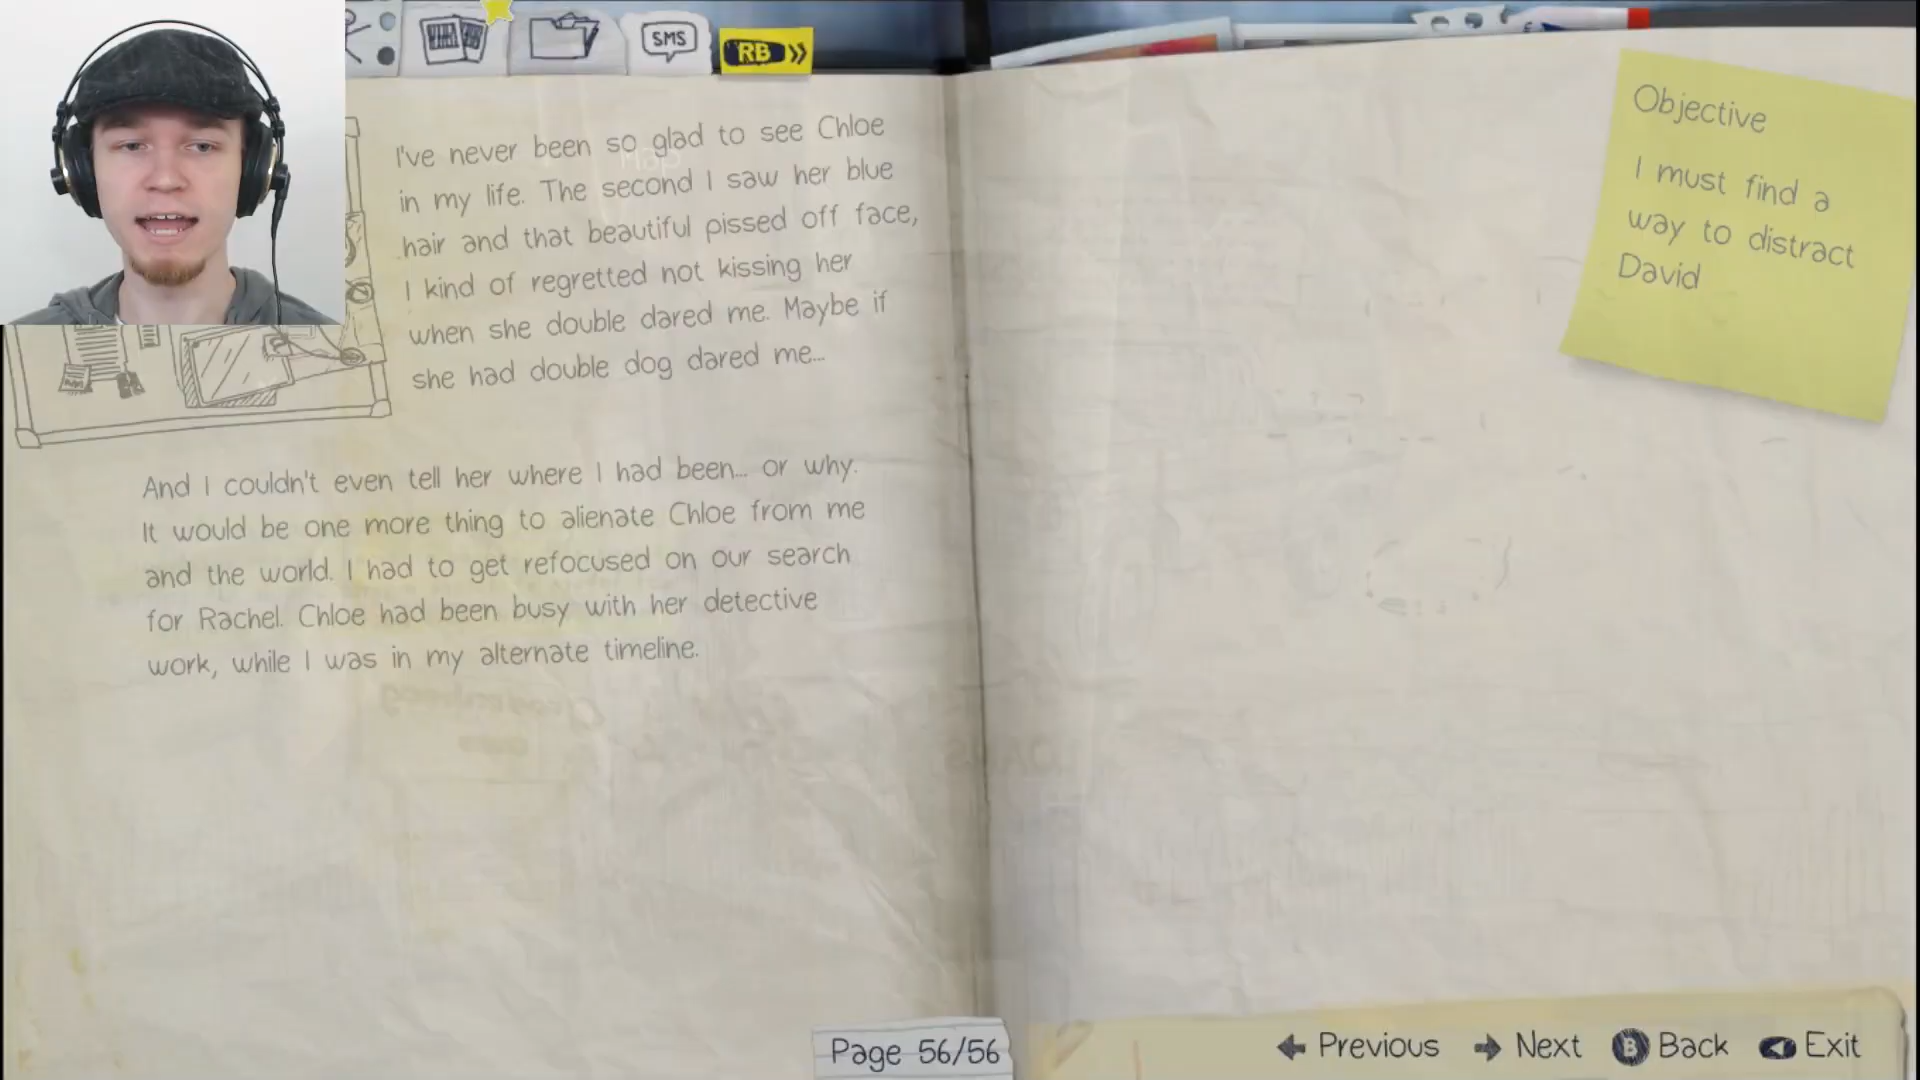 SMS
RB
I've never been so glad to see Chloe
in my life. The second I saw her blue
hair and that beautiful pissed off face,
I kind of regretted not kissing her
when she double dared me. Maybe if
she had double dog dared me...
And I couldn't even tell her where I had been... or why.
It would be one more thing to alienate Chloe from me
and the world. I had to get refocused on our search
for Rachel. Chloe had been busy with her detective
work, while I was in my alternate timeline.
Objective
I must find a
way to distract
David
Map
Page 56/56
Previous
Next
B Back
Exit